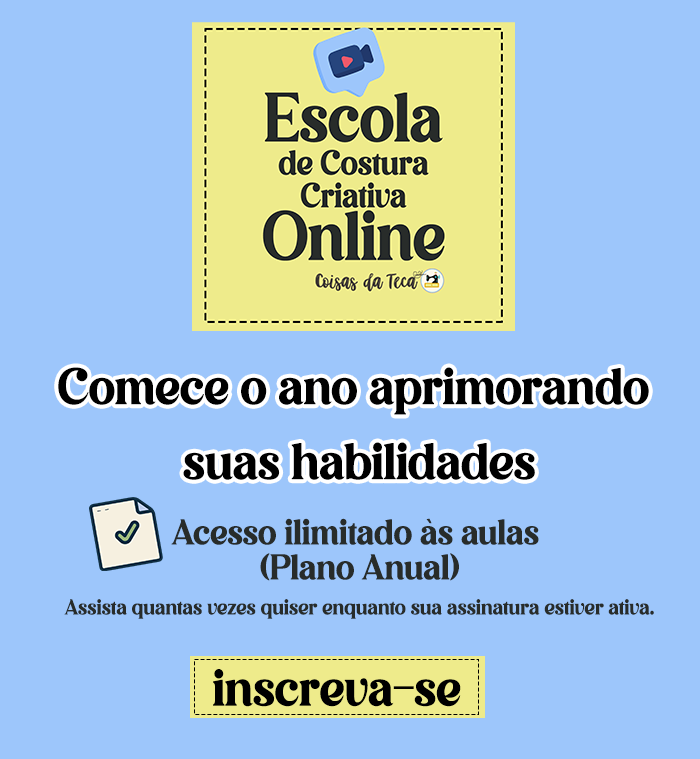 Escola
de Costura
Criativa
Online
Coisas da Teca
Comece o ano aprimorando
suas habilidades
Acesso ilimitado às aulas
(Plano Anual)
Assista quantas vezes quiser enquanto sua assinatura estiver ativa.
inscreva-se